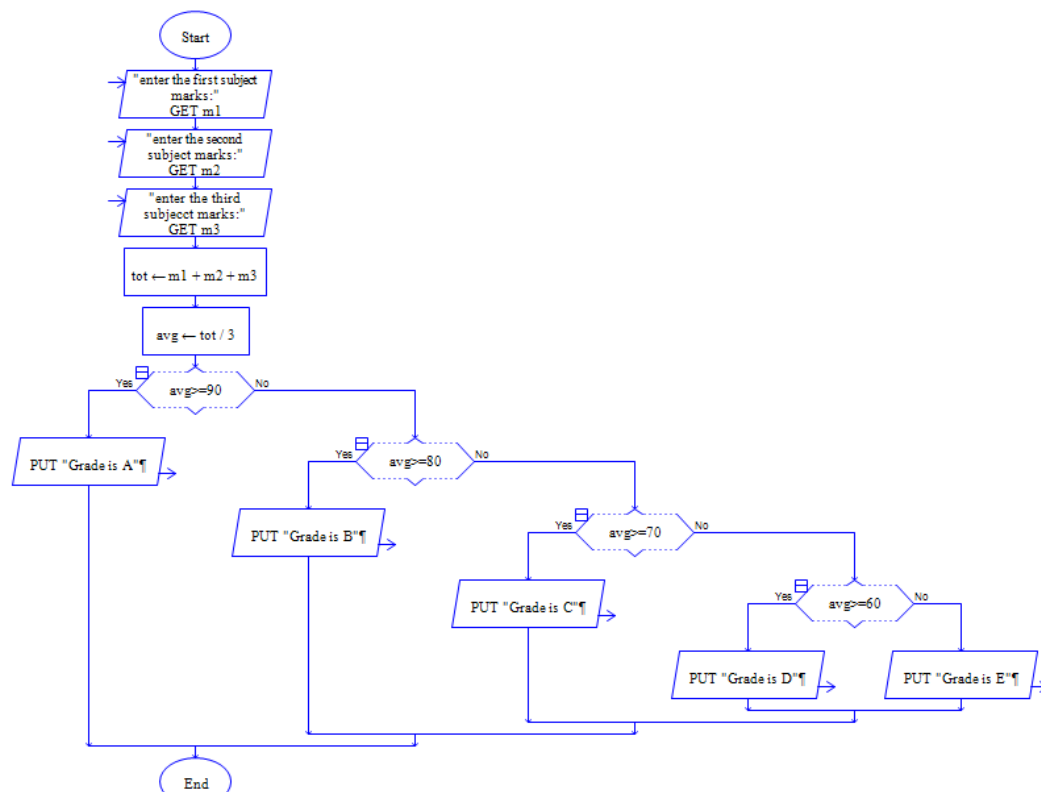 Start
"enter the first subject
marks:"
GET m1
"enter the second
subject marks:"
GET m2
"enter the third
subjecct marks:"
GET m3
tot ← m1 + m2 + m3
avg ← tot / 3
Yes
avg>=90
No
PUT "Grade is A"¶
Yes
avg>=80
No
PUT "Grade is B"¶
Yes
avg>=70
No
PUT "Grade is C"¶
Yes
avg>=60
No
PUT "Grade is D"¶
PUT "Grade is E"¶
End